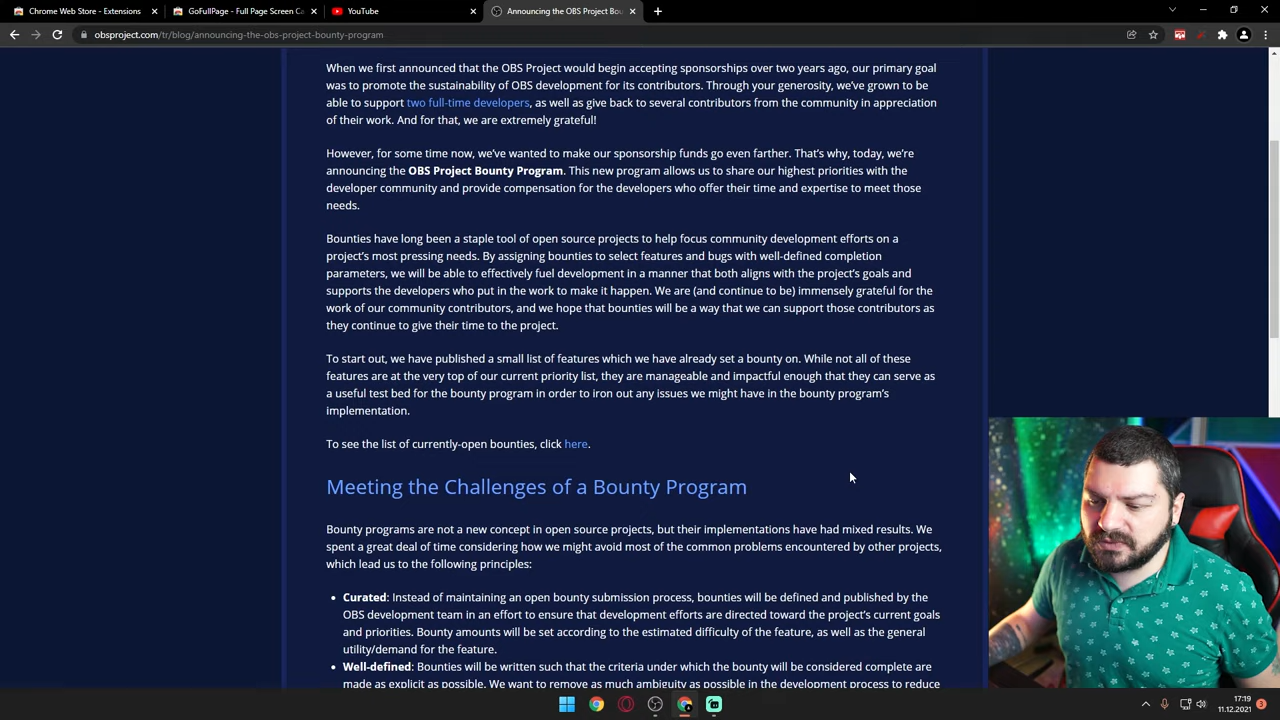 Chrome Web Store - Extensions
GoFullPage - Full Page Screen Ca
YouTube
Announcing the OBS Project Bou
obsproject.com/tr/blog/announcing-the-obs-project-bounty-program
When we first announced that the OBS Project would begin accepting sponsorships over two years ago, our primary goal
was to promote the sustainability of OBS development for its contributors. Through your generosity, we've grown to be
able to support two full-time developers, as well as give back to several contributors from the community in appreciation
of their work. And for that, we are extremely grateful!
However, for some time now, we've wanted to make our sponsorship funds go even farther. That's why, today, we're
announcing the OBS Project Bounty Program. This new program allows us to share our highest priorities with the
developer community and provide compensation for the developers who offer their time and expertise to meet those
needs.
Bounties have long been a staple tool of open source projects to help focus community development efforts on a
project's most pressing needs. By assigning bounties to select features and bugs with well-defined completion
parameters, we will be able to effectively fuel development in a manner that both aligns with the project's goals and
supports the developers who put in the work to make it happen. We are (and continue to be) immensely grateful for the
work of our community contributors, and we hope that bounties will be a way that we can support those contributors as
they continue to give their time to the project.
To start out, we have published a small list of features which we have already set a bounty on. While not all of these
features are at the very top of our current priority list, they are manageable and impactful enough that they can serve as
a useful test bed for the bounty program in order to iron out any issues we might have in the bounty program's
implementation.
To see the list of currently-open bounties, click here.
Meeting the Challenges of a Bounty Program
Bounty programs are not a new concept in open source projects, but their implementations have had mixed results. We
spent a great deal of time considering how we might avoid most of the common problems encountered by other projects,
which lead us to the following principles:
• Curated: Instead of maintaining an open bounty submission process, bounties will be defined and published by the
OBS development team in an effort to ensure that development efforts are directed toward the project's current goals
and priorities. Bounty amounts will be set according to the estimated difficulty of the feature, as well as the general
utility/demand for the feature.
• Well-defined: Bounties will be written such that the criteria under which the bounty will be considered complete are
made as explicit as possible. We want to remove as much ambiguity as possible in the development process to reduce
17:19
11.12.2021
3